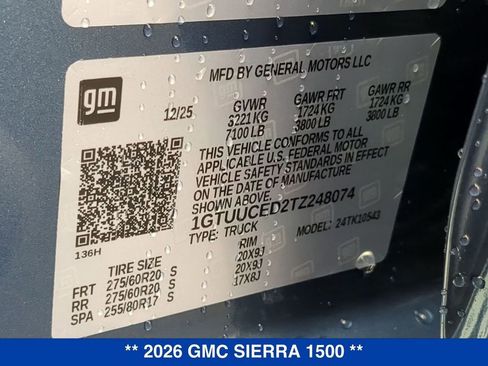 gm
MFD BY GENERAL MOTORS LLC
12/25 GVWR GAWR FRT GAWR RR
3221 KG 1724 KG 1724 KG
7100 LB 3800 LB 3800 LB
THIS VEHICLE CONFORMS TO ALL
APPLICABLE U.S. FEDERAL MOTOR
VEHICLE SAFETY STANDARDS IN EFFECT
ON THE DATE OF MANUFACTURE
SHOWN ABOVE.
1GTUUCED2TZ248074
TYPE: TRUCK MODEL: 24TK10543
136H
TIRE SIZE RIM
FRT 275/60R20 S 20X9J
RR 275/60R20 S 20X9J
SPA 255/80R17 S 17X8J
** 2026 GMC SIERRA 1500 **